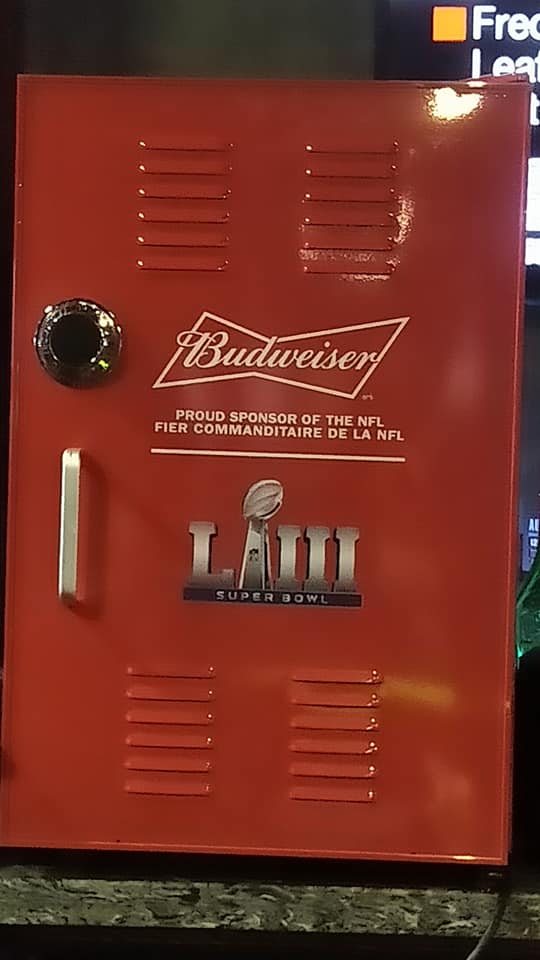 Budweiser
PROUD SPONSOR OF THE NFL
FIER COMMANDITAIRE DE LA NFL
LIII
SUPER BOWL